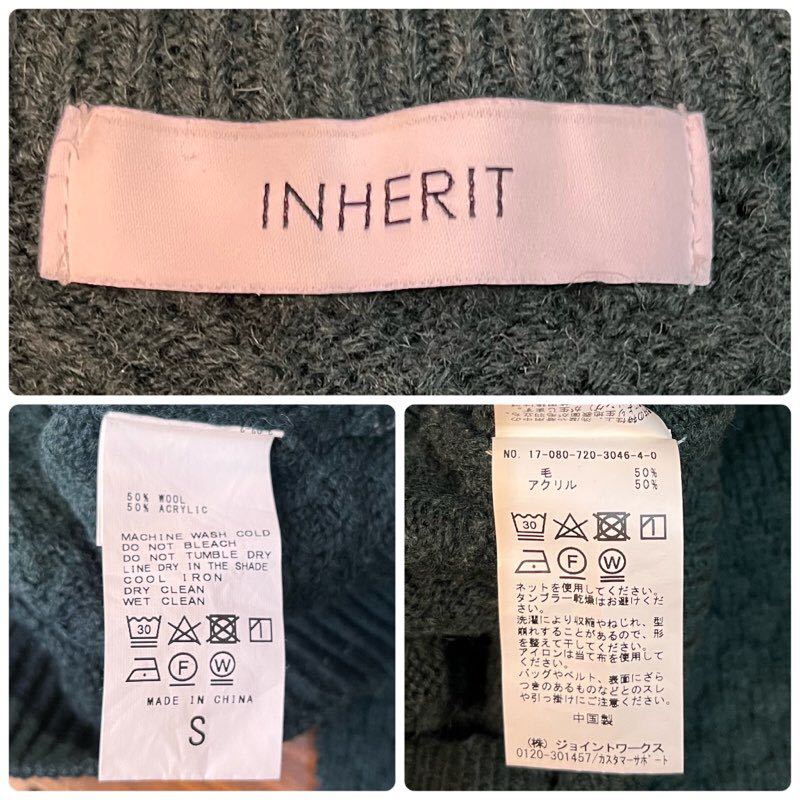 INHERIT
50% WOOL
50% ACRYLIC
MACHINE WASH COLD
DO NOT BLEACH
DO NOT TUMBLE DRY
LINE DRY IN THE SHADE
COOL IRON
DRY CLEAN
WET CLEAN
30
F W
MADE IN CHINA
S
NO. 17-080-720-3046-4-0
毛 50%
アクリル 50%
30
F W
ネットを使用してください。
タンブラー乾燥はお避けくだ
さい。
洗濯により収縮やねじれ、型
崩れすることがあるので、形
を整えて干してください。
アイロンは当て布を使用して
ください。
バッグやベルト、表面にざら
つきのあるものなどとのスレ
や引っ掛けにご注意ください。
中国製
(株) ジョイントワークス
0120-301457/カスタマーサポート